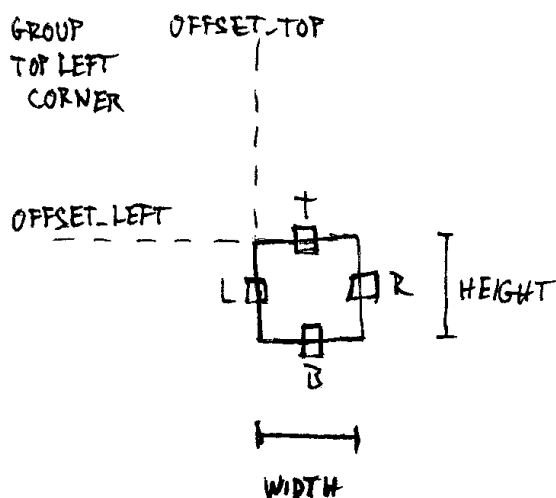 GROUP
TOP LEFT
CORNER
OFFSET_TOP
OFFSET_LEFT
T
L
R
HEIGHT
B
WIDTH